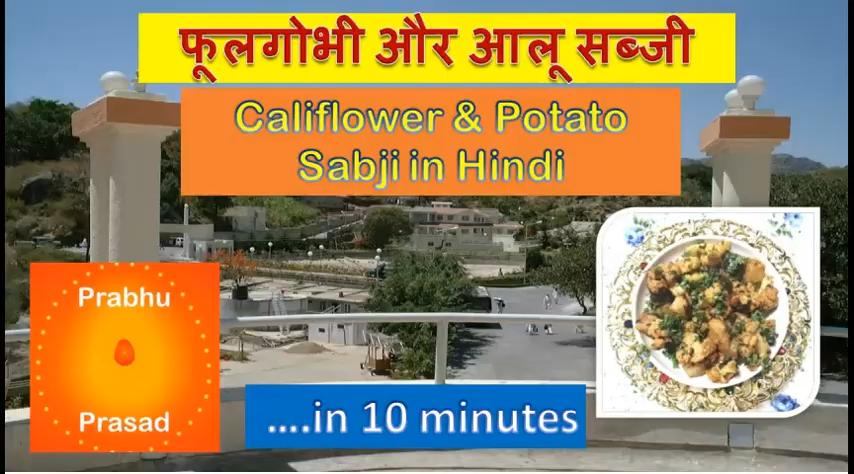 फूलगोभी और आलू सब्जी
Califlower & Potato
Sabji in Hindi
Prabhu
Prasad
....in 10 minutes